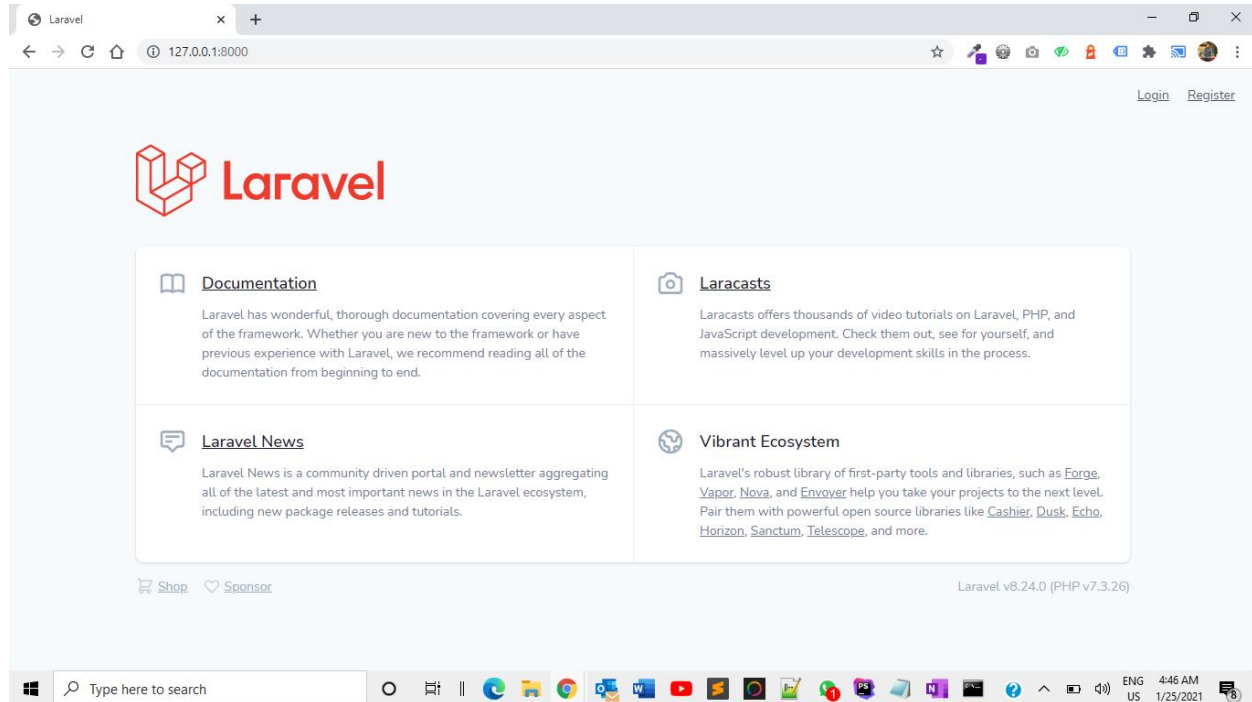 Laravel
127.0.0.1:8000
Login Register
Laravel
Documentation
Laravel has wonderful, thorough documentation covering every aspect
of the framework. Whether you are new to the framework or have
previous experience with Laravel, we recommend reading all of the
documentation from beginning to end.
Laracasts
Laracasts offers thousands of video tutorials on Laravel, PHP, and
JavaScript development. Check them out, see for yourself, and
massively level up your development skills in the process.
Laravel News
Laravel News is a community driven portal and newsletter aggregating
all of the latest and most important news in the Laravel ecosystem,
including new package releases and tutorials.
Vibrant Ecosystem
Laravel's robust library of first-party tools and libraries, such as Forge,
Vapor, Nova, and Envoyer help you take your projects to the next level.
Pair them with powerful open source libraries like Cashier, Dusk, Echo,
Horizon, Sanctum, Telescope, and more.
Shop Sponsor
Laravel v8.24.0 (PHP v7.3.26)
Type here to search
ENG 4:46 AM
US 1/25/2021
8